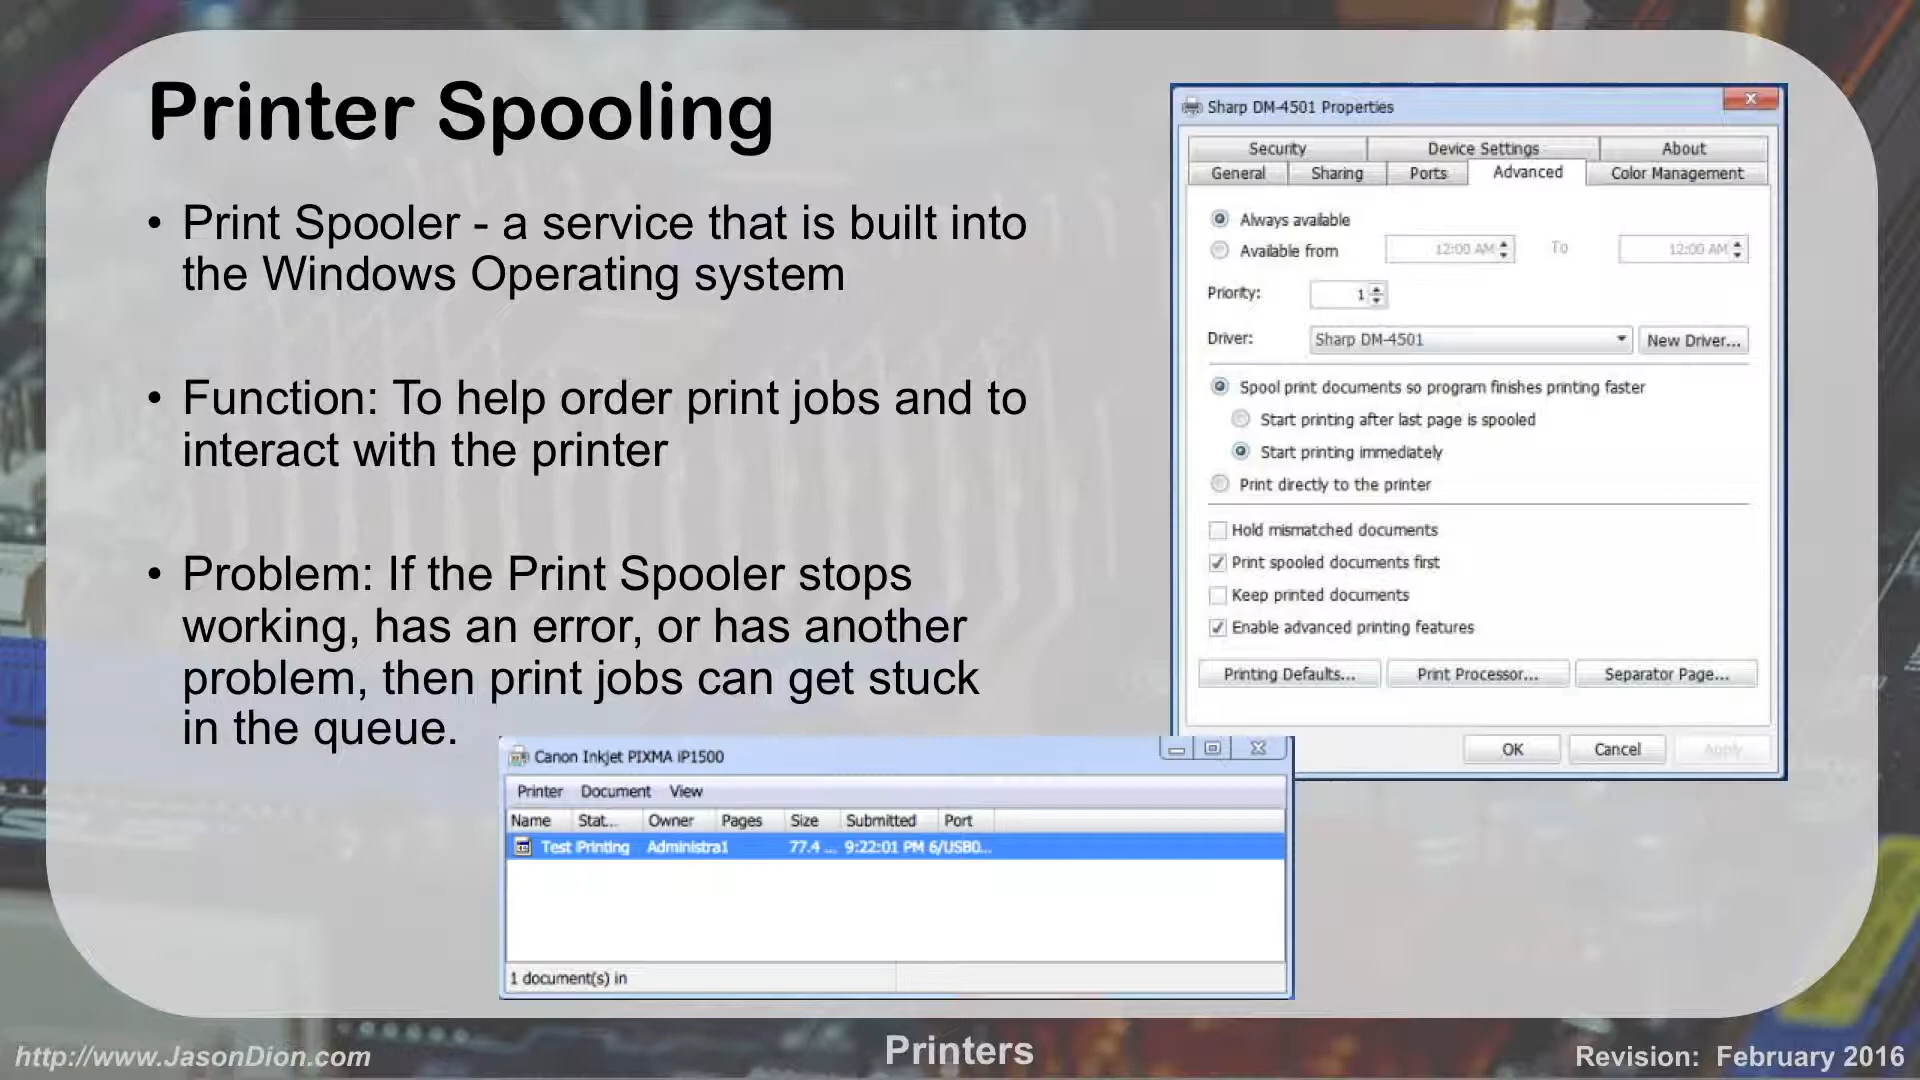 Printer Spooling
• Print Spooler - a service that is built into
the Windows Operating system
• Function: To help order print jobs and to
interact with the printer
• Problem: If the Print Spooler stops
working, has an error, or has another
problem, then print jobs can get stuck
in the queue.
Sharp DM-4501 Properties
Security Device Settings About
General Sharing Ports Advanced Color Management
Always available
Available from 12:00 AM To 12:00 AM
Priority: 1
Driver: Sharp DM-4501 New Driver...
Spool print documents so program finishes printing faster
Start printing after last page is spooled
Start printing immediately
Print directly to the printer
Hold mismatched documents
Print spooled documents first
Keep printed documents
Enable advanced printing features
Printing Defaults... Print Processor... Separator Page...
OK Cancel Apply
Canon Inkjet PIXMA iP1500
Printer Document View
Name Stat... Owner Pages Size Submitted Port
Test Printing Administra1 77.4 ... 9:22:01 PM 6/USB0...
1 document(s) in
http://www.JasonDion.com
Printers
Revision: February 2016